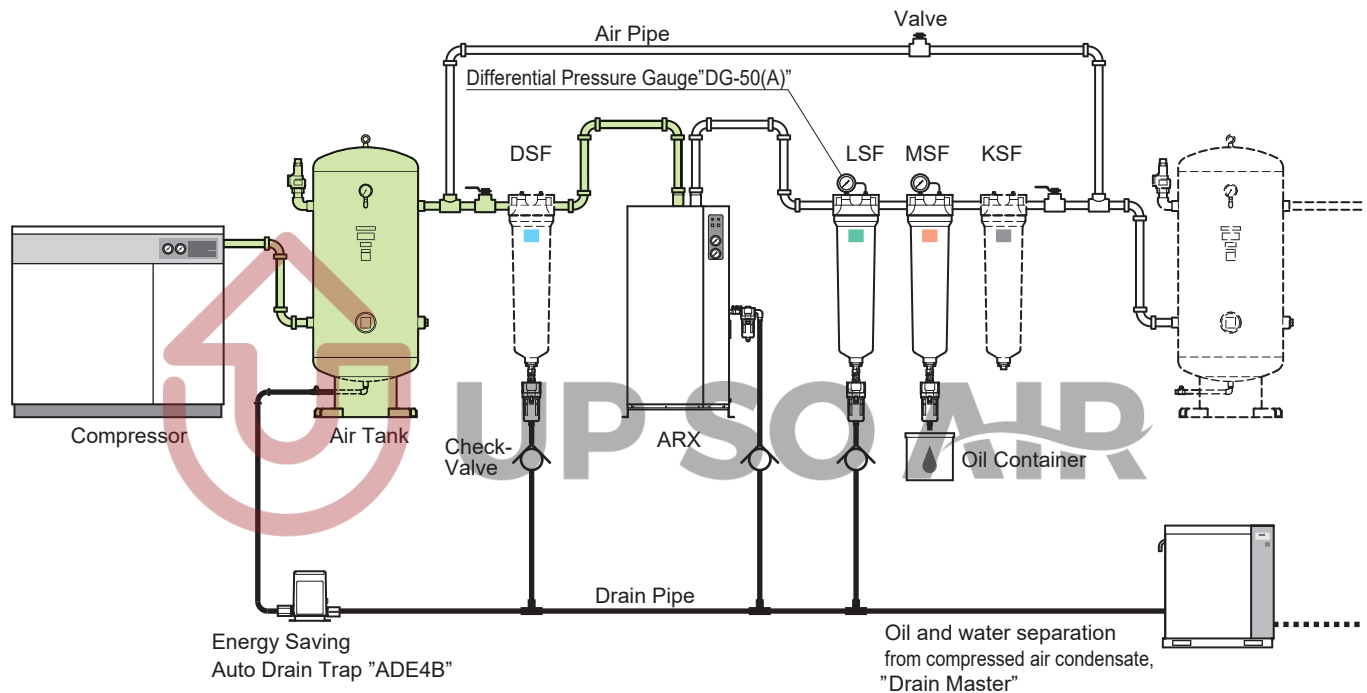 Valve
Air Pipe
Differential Pressure Gauge"DG-50(A)"
DSF
LSF
MSF
KSF
Compressor
Air Tank
Check-
Valve
ARX
Oil Container
UPSO AIR
Drain Pipe
Energy Saving
Auto Drain Trap "ADE4B"
Oil and water separation
from compressed air condensate,
"Drain Master"